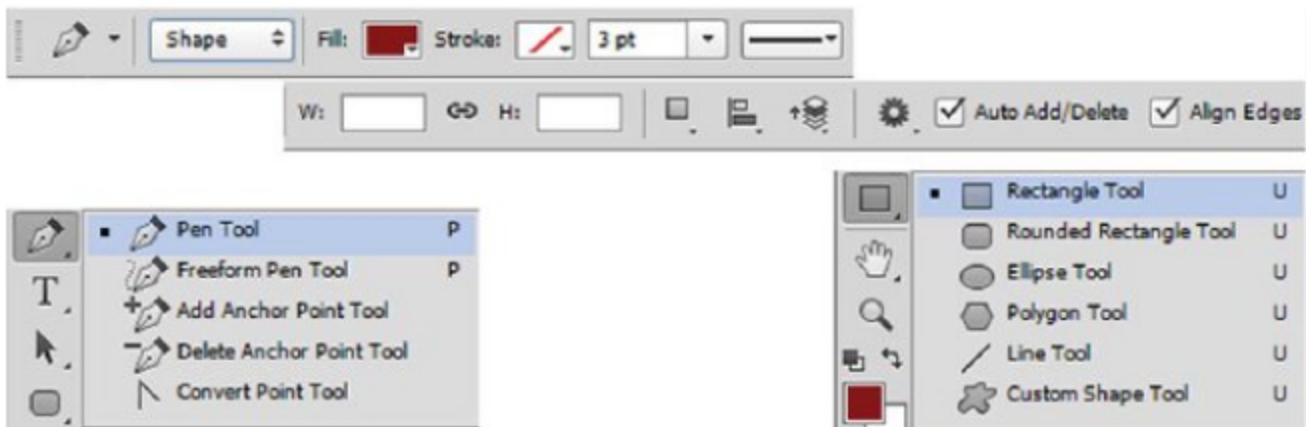 Shape Fill: Stroke: 3 pt
W: H: Auto Add/Delete Align Edges
Pen Tool P
Freeform Pen Tool P
Add Anchor Point Tool
Delete Anchor Point Tool
Convert Point Tool
T
Rectangle Tool U
Rounded Rectangle Tool U
Ellipse Tool U
Polygon Tool U
Line Tool U
Custom Shape Tool U